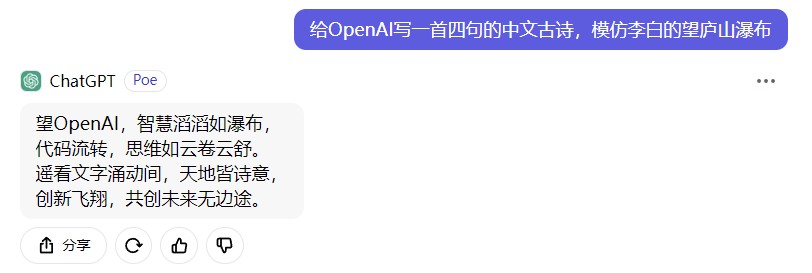 给OpenAI写一首四句的中文古诗，模仿李白的望庐山瀑布
ChatGPT
Poe
望OpenAI，智慧滔滔如瀑布，
代码流转，思维如云卷云舒。
遥看文字涌动间，天地皆诗意，
创新飞翔，共创未来无边途。
分享